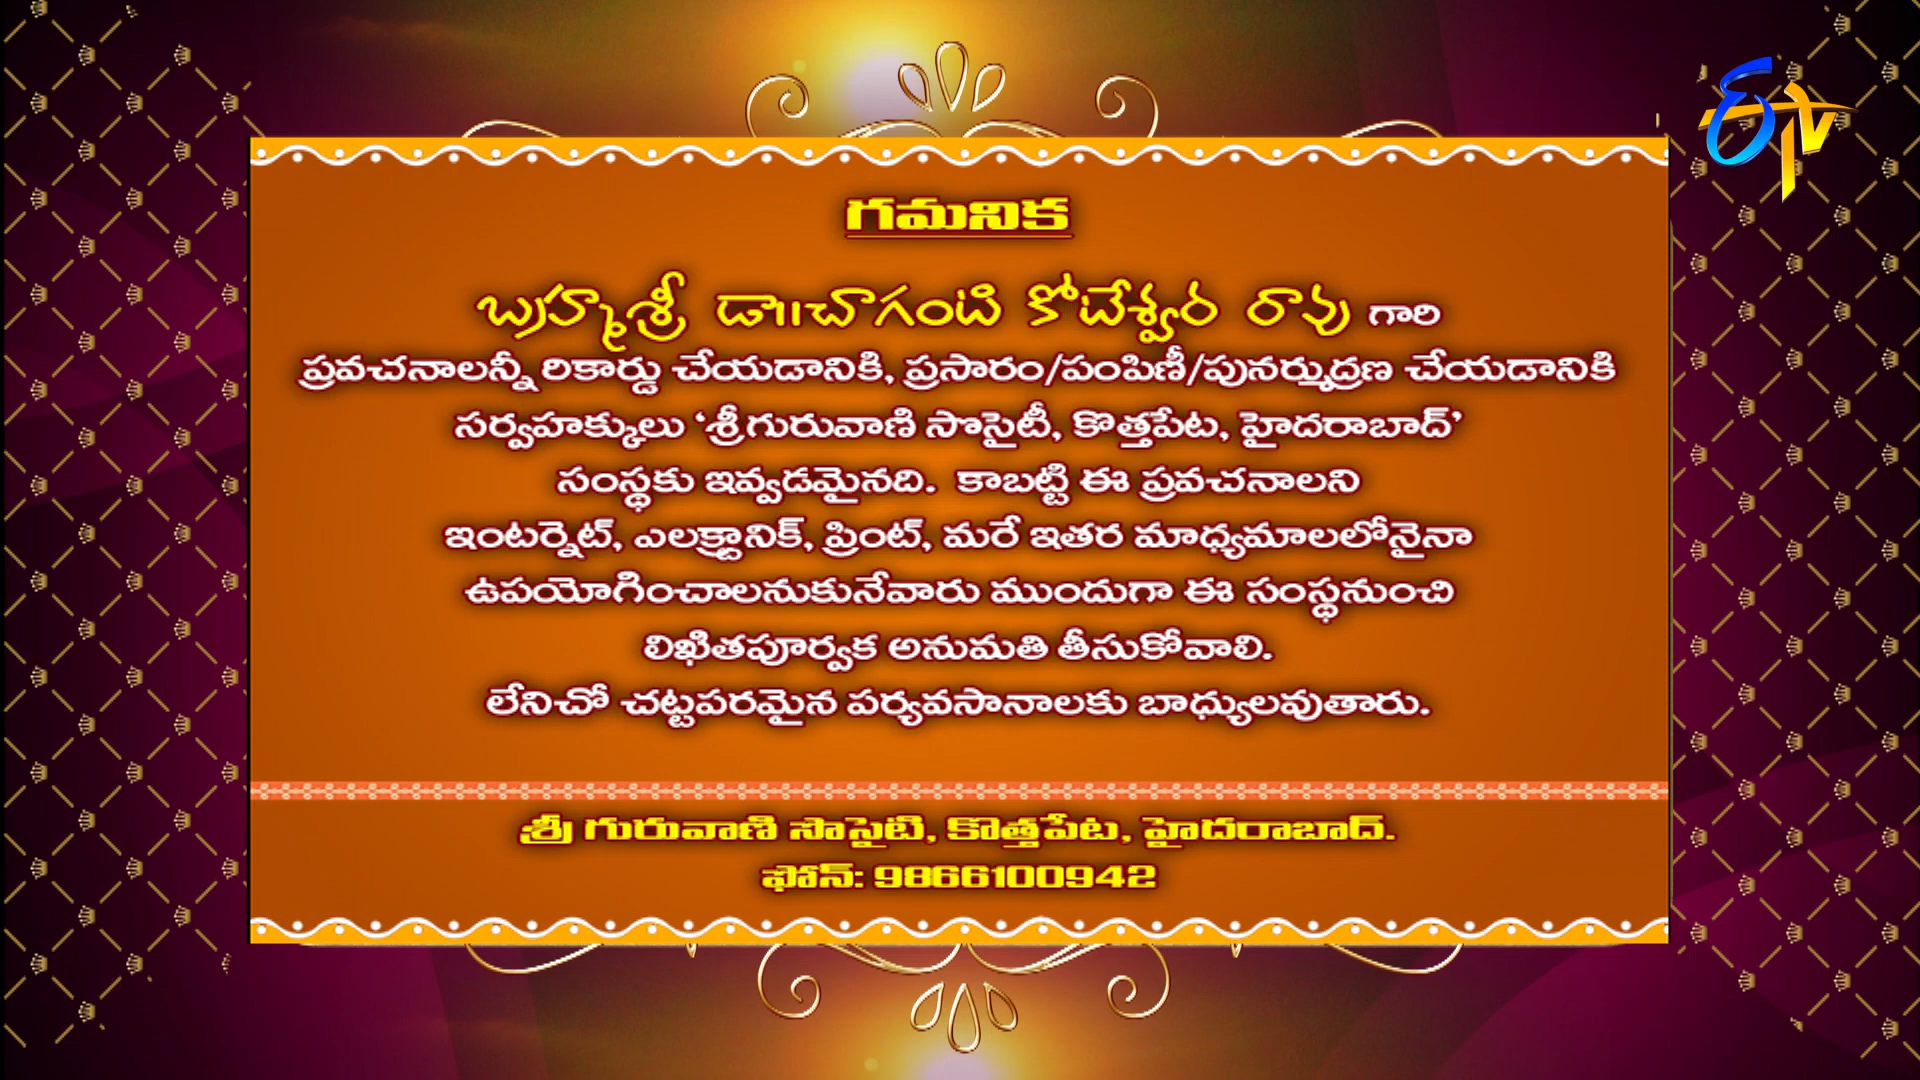 ETV
గమనిక
బ్రహ్మశ్రీ డా॥చాగంటి కోటేశ్వర రావు గారి
ప్రవచనాలన్నీ రికార్డు చేయడానికి, ప్రసారం/పంపిణీ/పునర్ముద్రణ చేయడానికి
సర్వహక్కులు ‘శ్రీగురువాణి సొసైటీ, కొత్తపేట, హైదరాబాద్’
సంస్థకు ఇవ్వడమైనది. కాబట్టి ఈ ప్రవచనాలని
ఇంటర్నెట్, ఎలక్ట్రానిక్, ప్రింట్, మరే ఇతర మాధ్యమాలలోనైనా
ఉపయోగించాలనుకునేవారు ముందుగా ఈ సంస్థనుంచి
లిఖితపూర్వక అనుమతి తీసుకోవాలి.
లేనిచో చట్టపరమైన పర్యవసానాలకు బాధ్యులవుతారు.
శ్రీ గురువాణి సొసైటి, కొత్తపేట, హైదరాబాద్.
ఫోన్: 9866100942